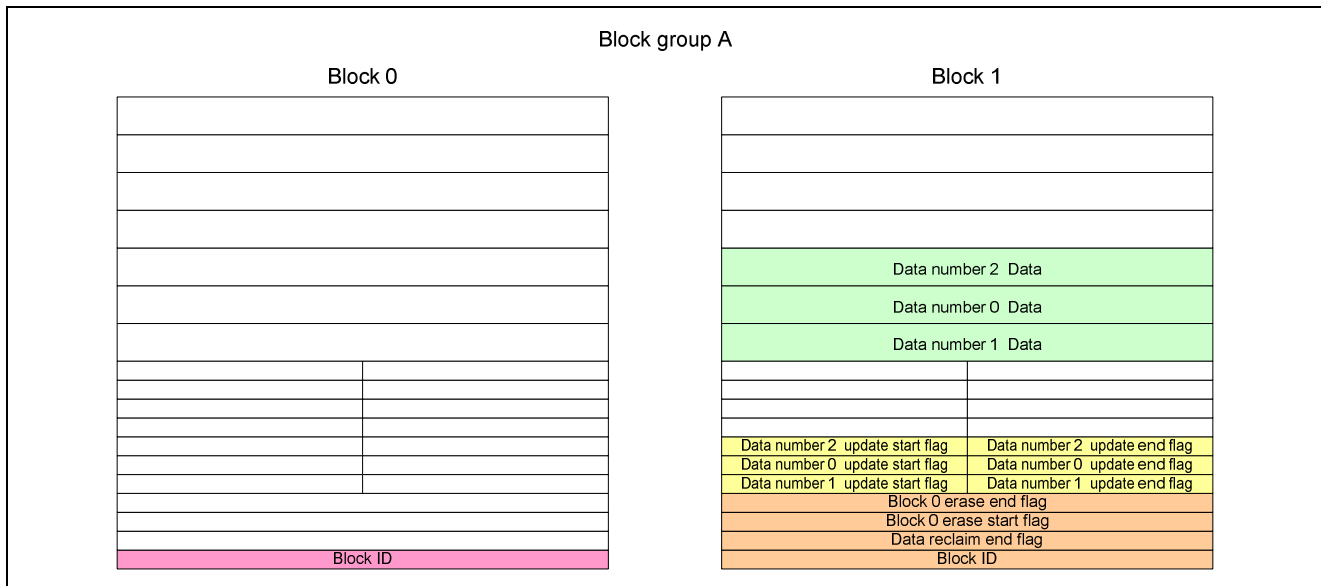 Block group A
Block 0
Block ID
Block 1
Data number 2 Data
Data number 0 Data
Data number 1 Data
Data number 2 update start flag Data number 2 update end flag
Data number 0 update start flag Data number 0 update end flag
Data number 1 update start flag Data number 1 update end flag
Block 0 erase end flag
Block 0 erase start flag
Data reclaim end flag
Block ID